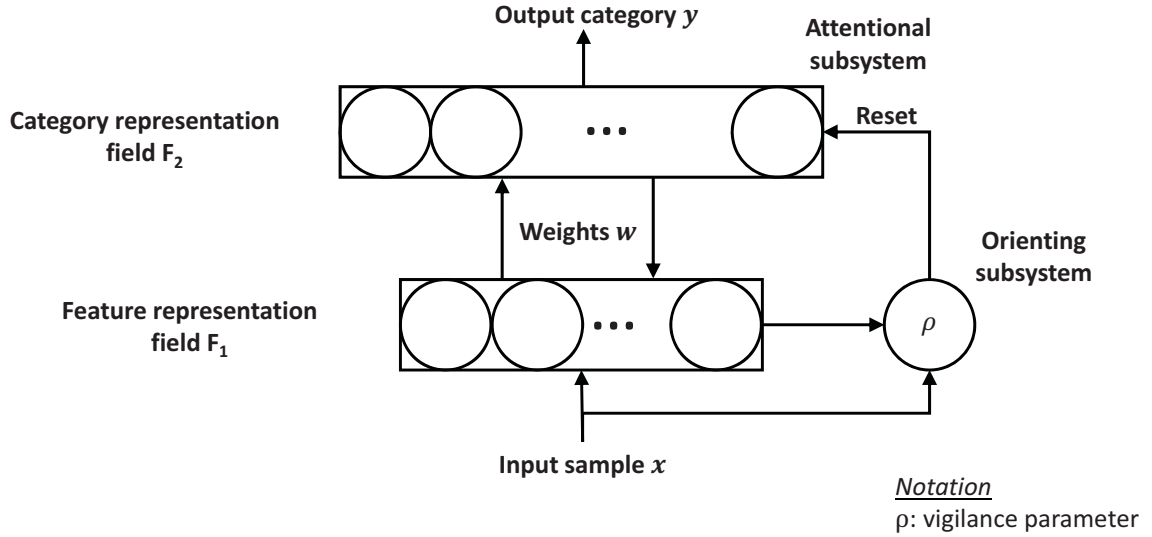 Output category y
Attentional
subsystem
Category representation
field F₂
Reset
Weights w
Orienting
subsystem
Feature representation
field F₁
ρ
Input sample x
Notation
ρ: vigilance parameter